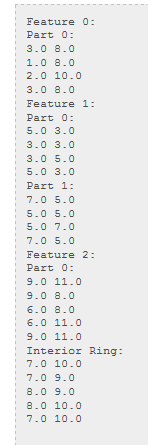 Feature 0:
Part 0:
3.0 8.0
1.0 8.0
2.0 10.0
3.0 8.0
Feature 1:
Part 0:
5.0 3.0
3.0 3.0
3.0 5.0
5.0 3.0
Part 1:
7.0 5.0
5.0 5.0
5.0 7.0
7.0 5.0
Feature 2:
Part 0:
9.0 11.0
9.0 8.0
6.0 8.0
6.0 11.0
9.0 11.0
Interior Ring:
7.0 10.0
7.0 9.0
8.0 9.0
8.0 10.0
7.0 10.0